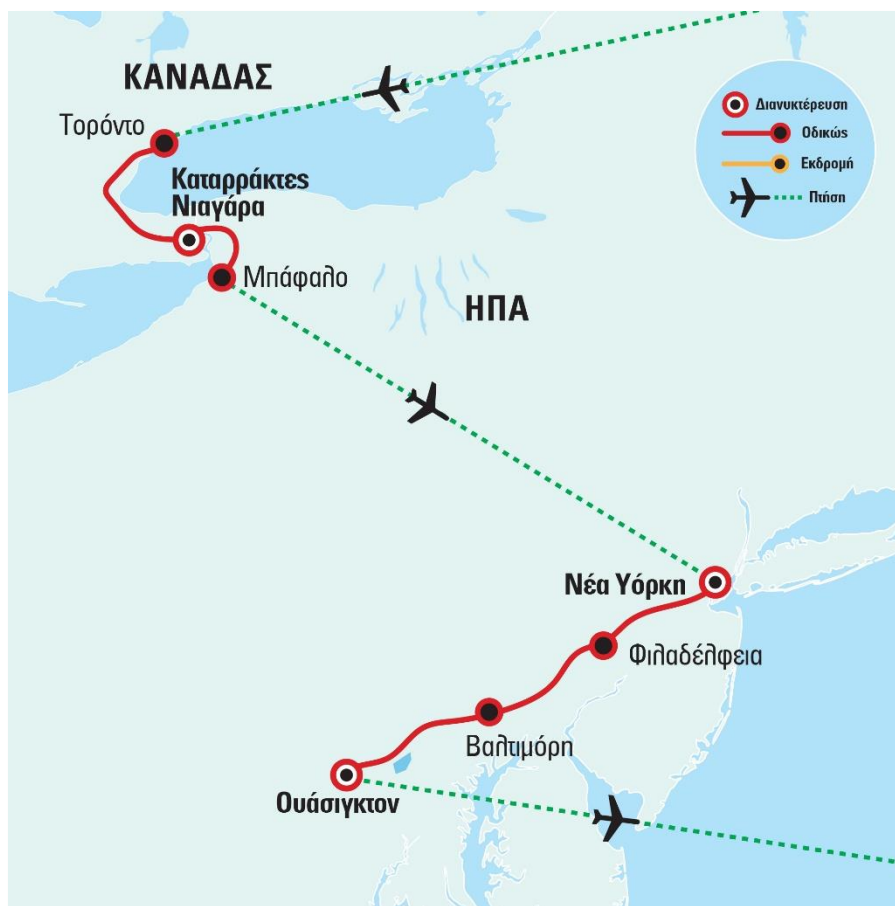 ΚΑΝΑΔΑΣ
Τορόντο
Καταρράκτες
Νιαγάρα
Μπάφαλο
ΗΠΑ
Διανυκτέρευση
Οδικώς
Εκδρομή
Πτήση
Νέα Υόρκη
Φιλαδέλφεια
Βαλτιμόρη
Ουάσιγκτον